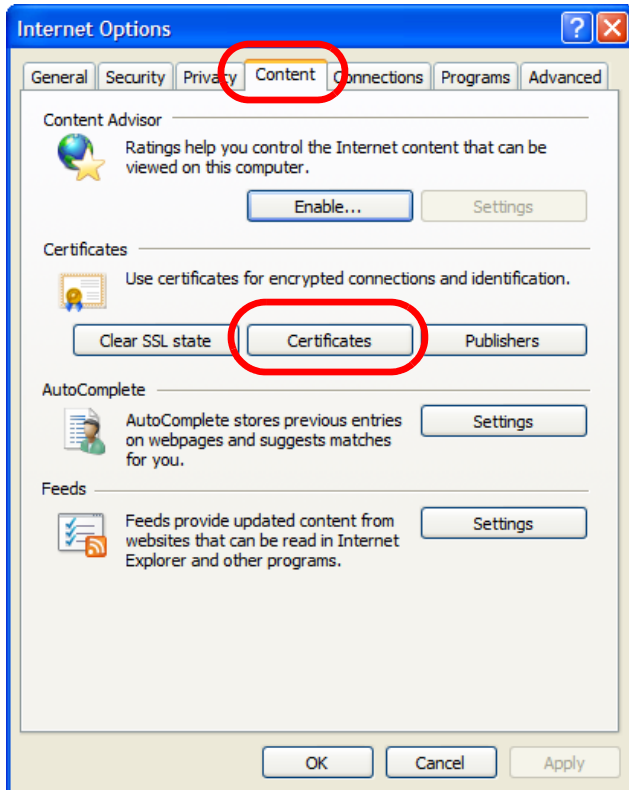 Internet Options
General Security Privacy Content Connections Programs Advanced
Content Advisor
Ratings help you control the Internet content that can be
viewed on this computer.
Enable... Settings
Certificates
Use certificates for encrypted connections and identification.
Clear SSL state Certificates Publishers
AutoComplete
AutoComplete stores previous entries
on webpages and suggests matches
for you.
Settings
Feeds
Feeds provide updated content from
websites that can be read in Internet
Explorer and other programs.
Settings
OK Cancel Apply